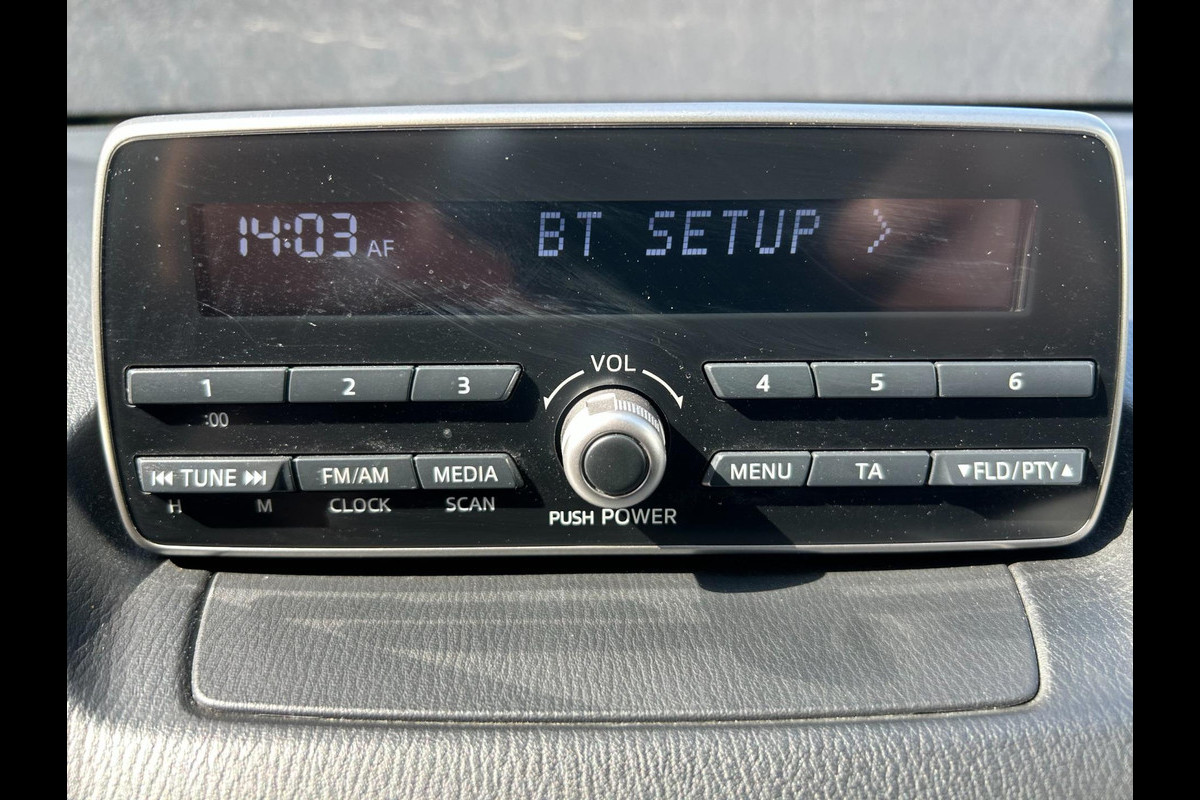 14:03 AF BT SETUP >
VOL
1 2 3 4 5 6
:00
⏮ TUNE ⏭ FM/AM MEDIA MENU TA ▼FLD/PTY▲
H M CLOCK SCAN
PUSH POWER